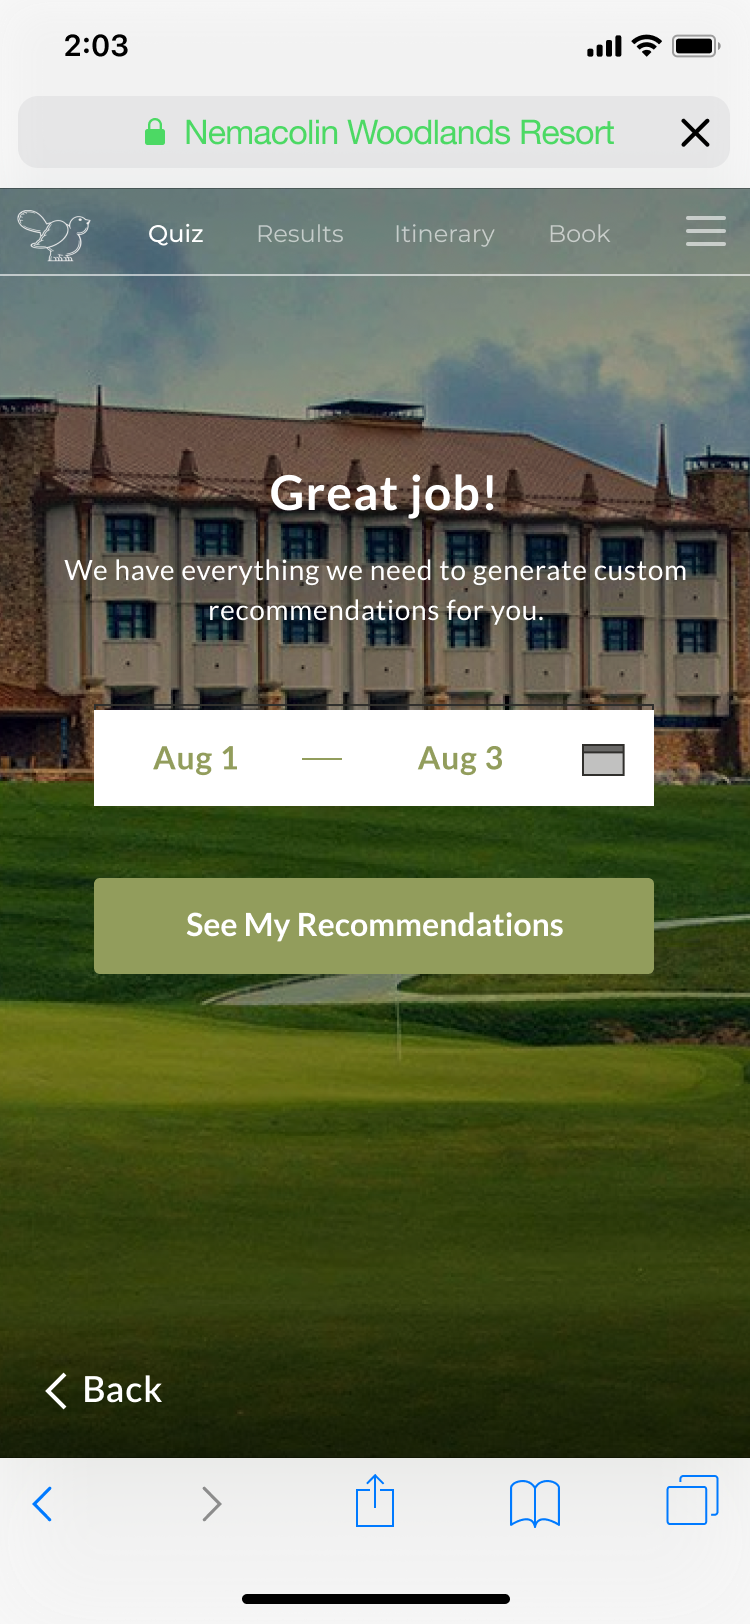 2:03
Nemacolin Woodlands Resort
Quiz Results Itinerary Book
Great job!
We have everything we need to generate custom
recommendations for you.
Aug 1 — Aug 3
See My Recommendations
Back